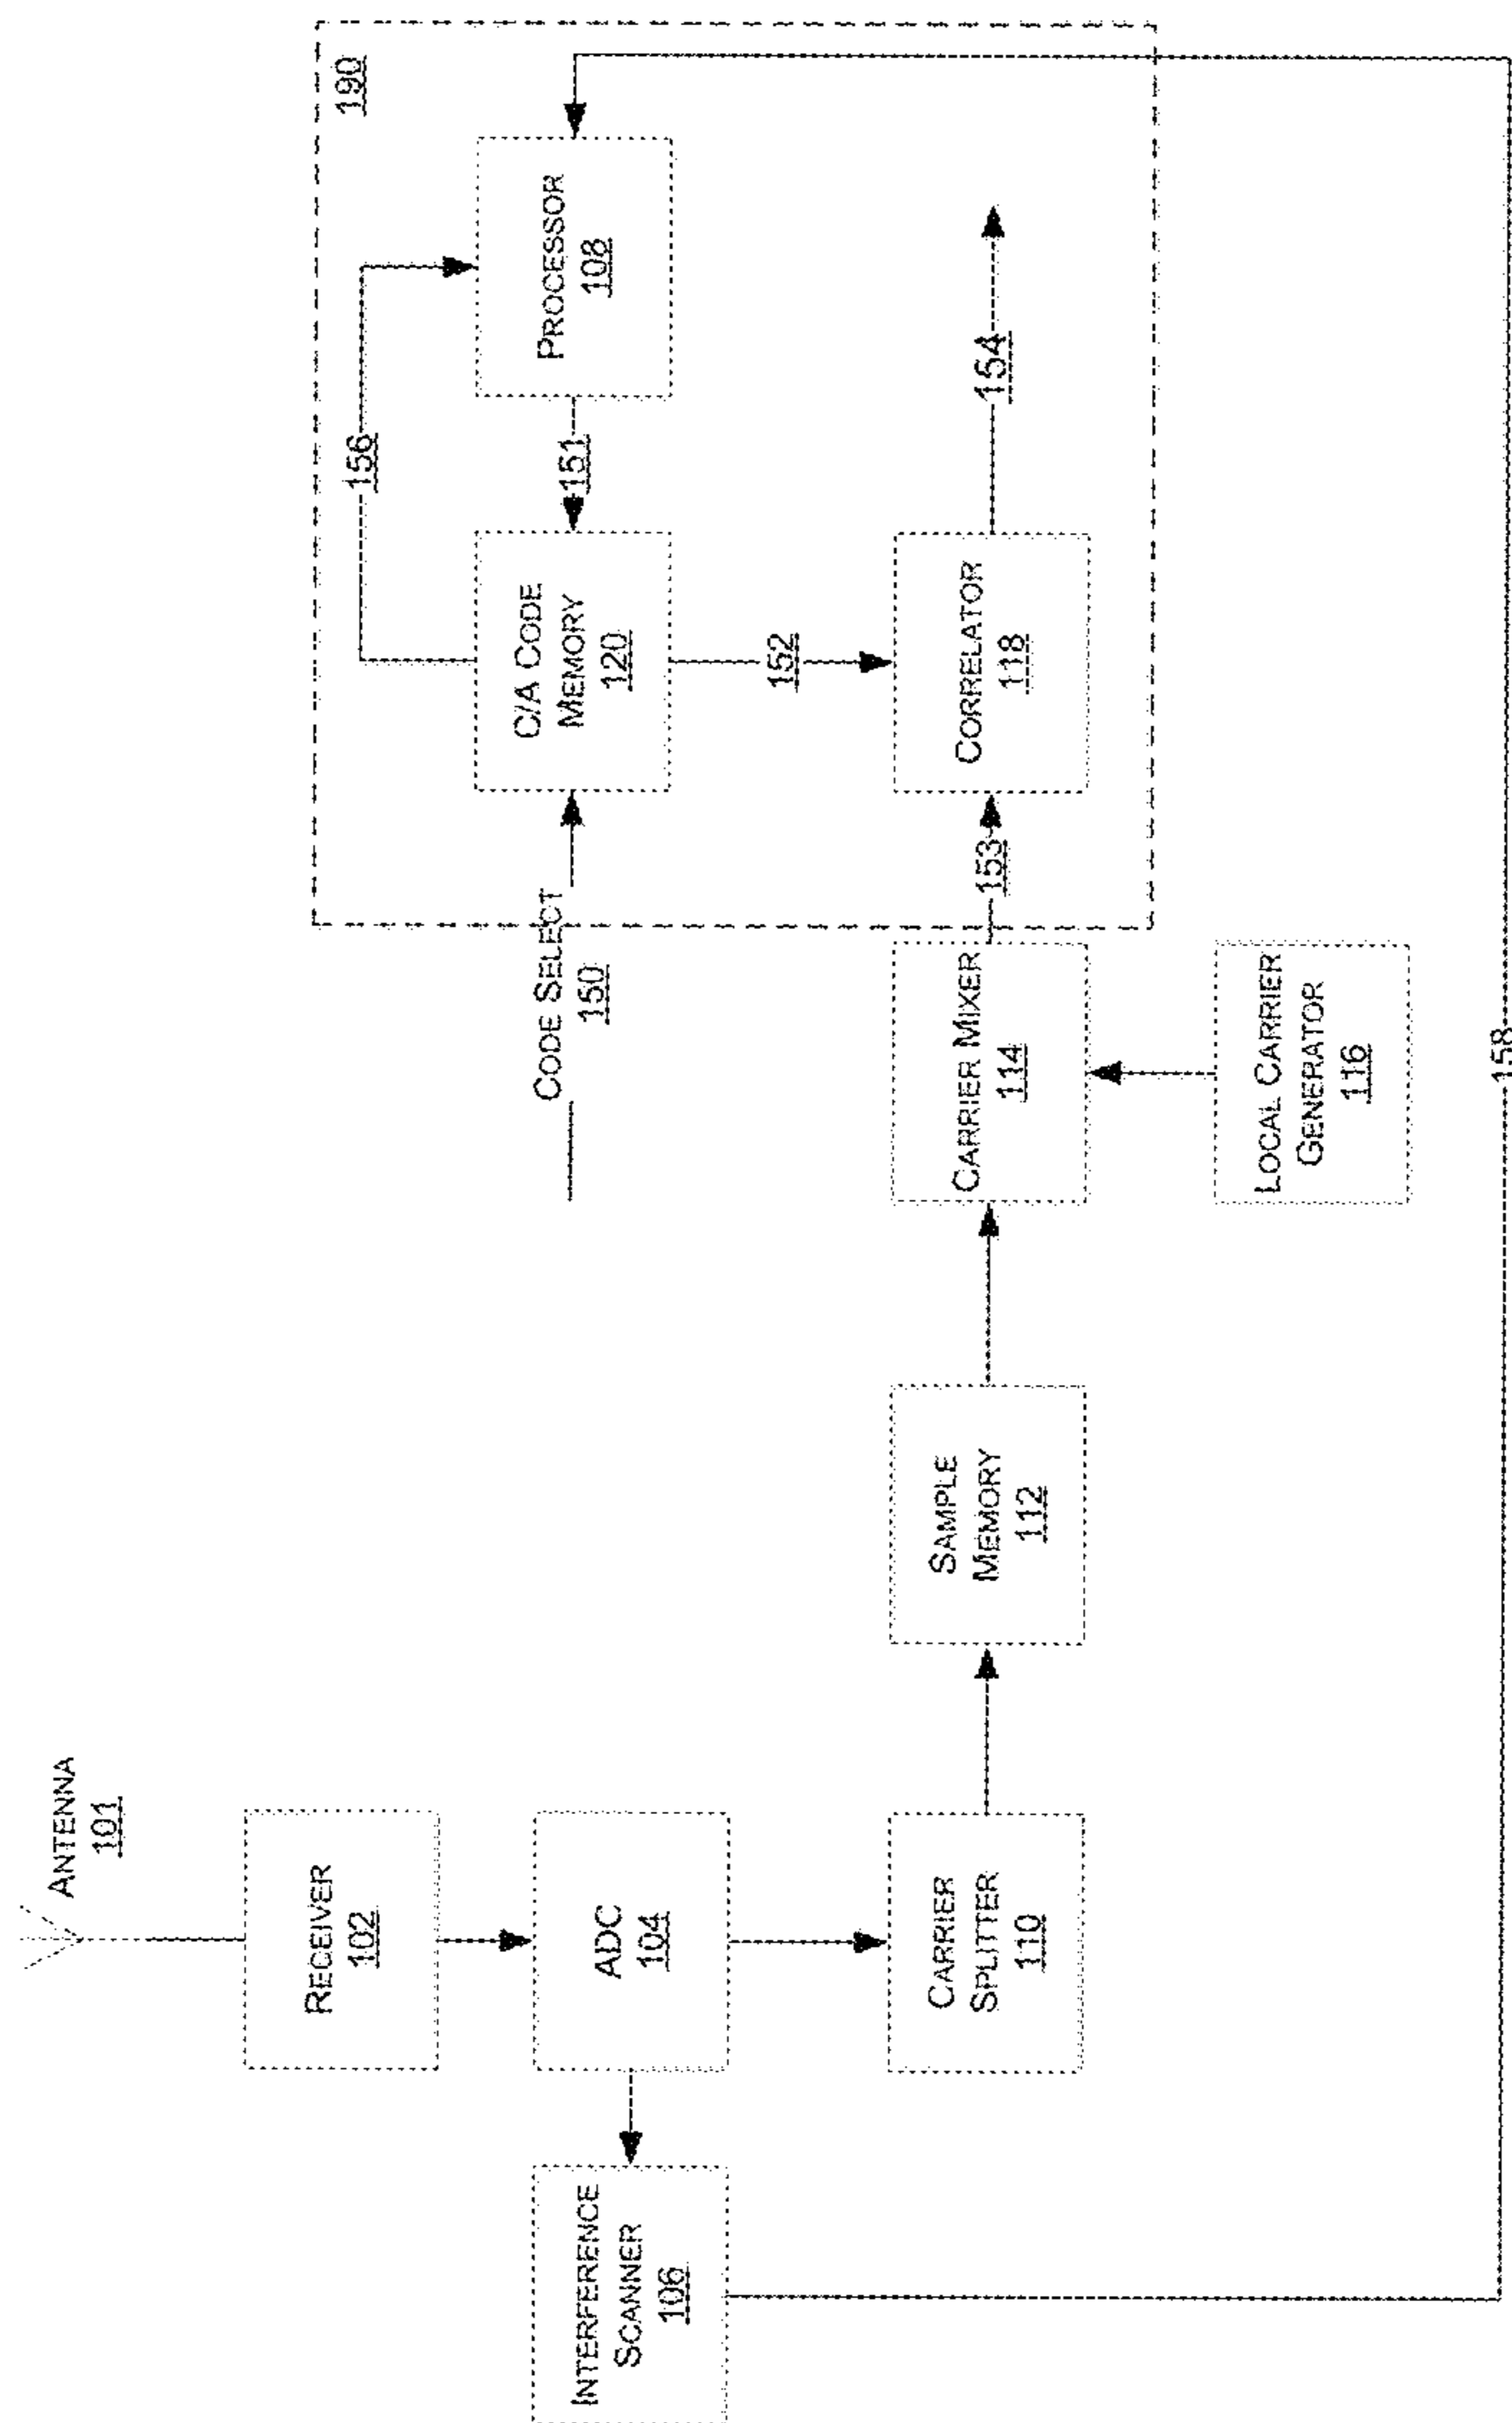 ANTENNA
101
RECEIVER
102
ADC
104
INTERFERENCE
SCANNER
106
CARRIER
SPLITTER
110
SAMPLE
MEMORY
112
CARRIER MIXER
114
LOCAL CARRIER
GENERATOR
116
CODE SELECT
150
C/A CODE
MEMORY
120
PROCESSOR
108
CORRELATOR
118
156
151
152
153
154
158
190